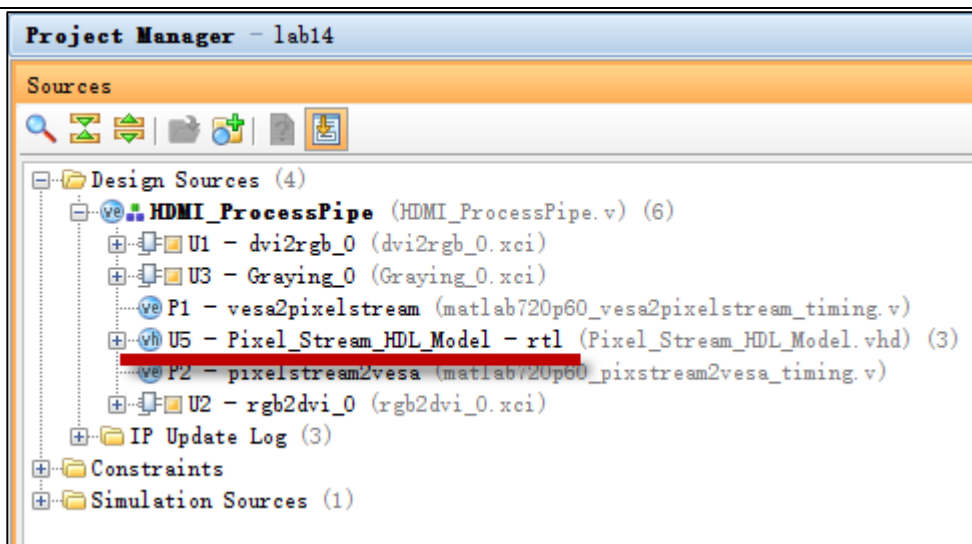 Project Manager - lab14
Sources
Design Sources (4)
HDMI_ProcessPipe (HDMI_ProcessPipe.v) (6)
U1 - dvi2rgb_0 (dvi2rgb_0.xci)
U3 - Graying_0 (Graying_0.xci)
P1 - vesa2pixelstream (matlab720p60_vesa2pixelstream_timing.v)
U5 - Pixel_Stream_HDL_Model - rtl (Pixel_Stream_HDL_Model.vhd) (3)
P2 - pixelstream2vesa (matlab720p60_pixstream2vesa_timing.v)
U2 - rgb2dvi_0 (rgb2dvi_0.xci)
IP Update Log (3)
Constraints
Simulation Sources (1)